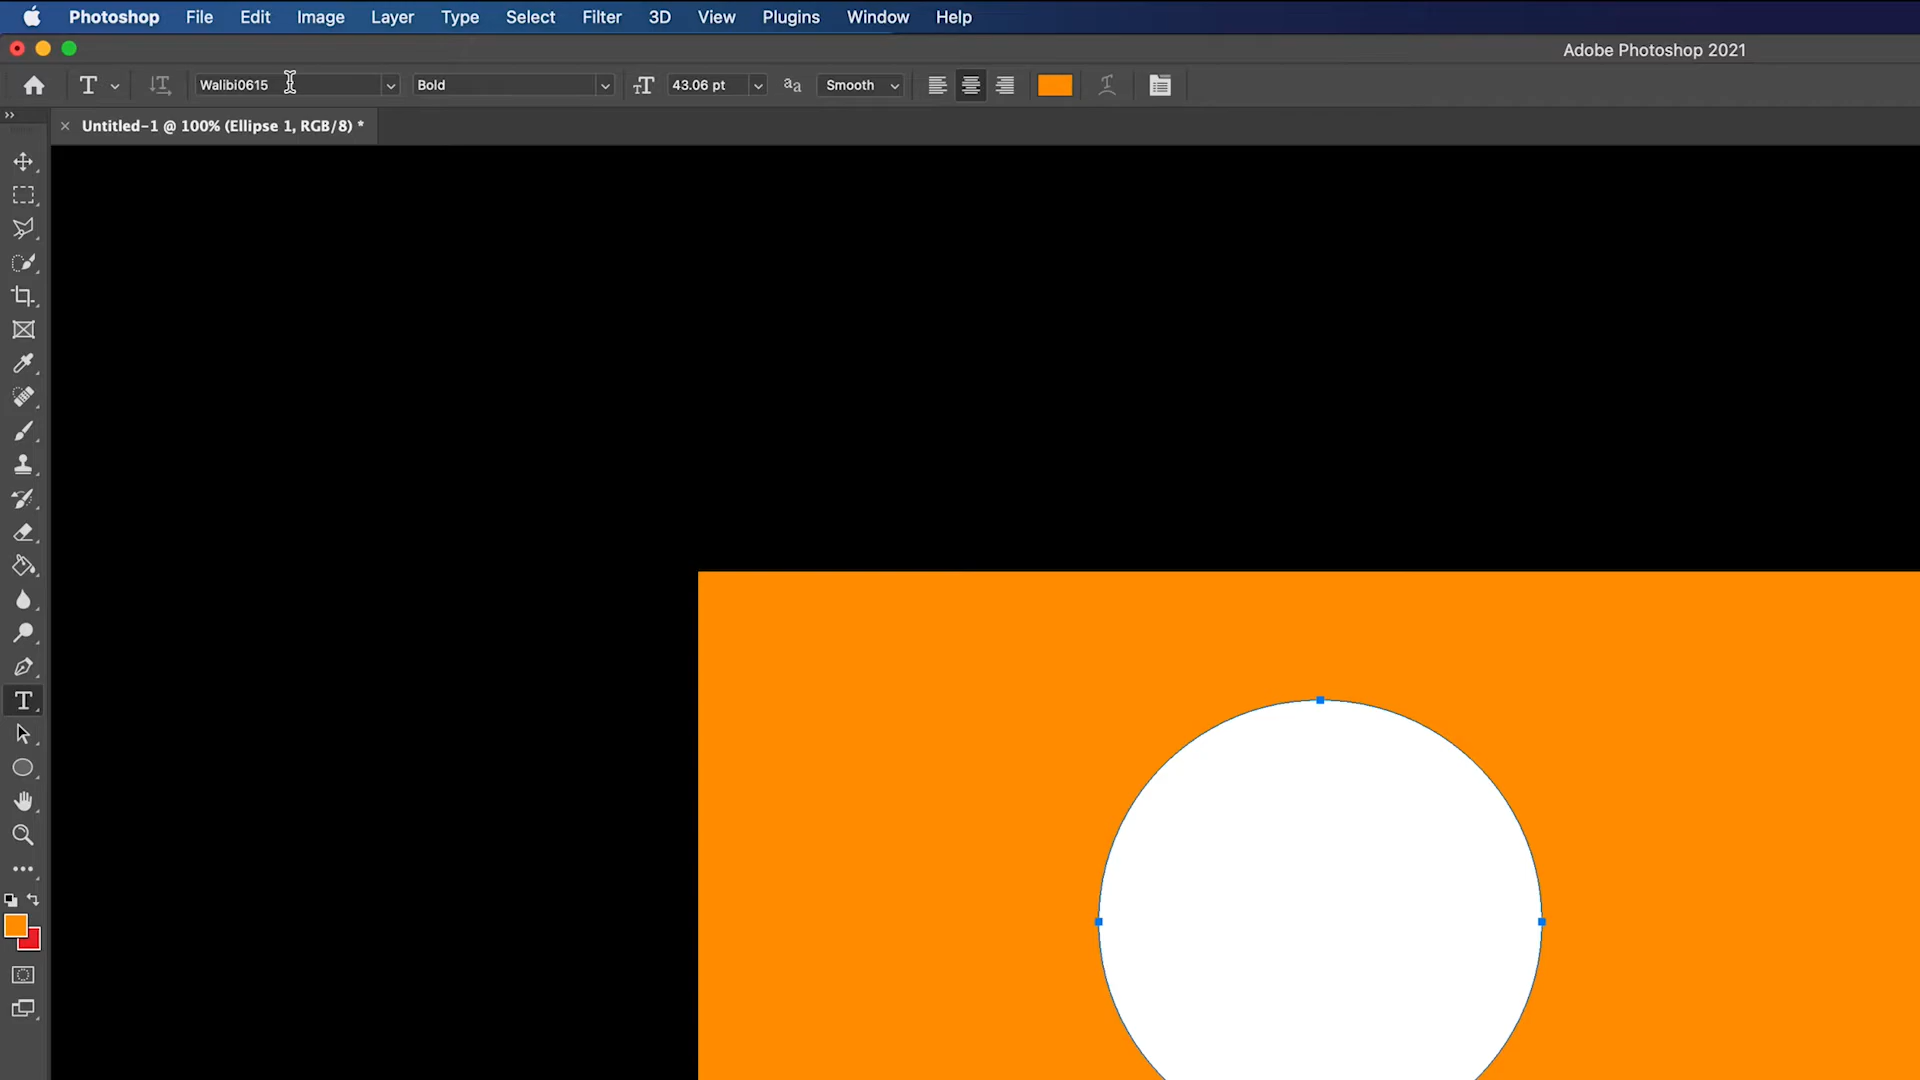 Photoshop File Edit Image Layer Type Select Filter 3D View Plugins Window Help
Adobe Photoshop 2021
Walibi0615 Bold 43.06 pt Smooth
Untitled-1 @ 100% (Ellipse 1, RGB/8) *